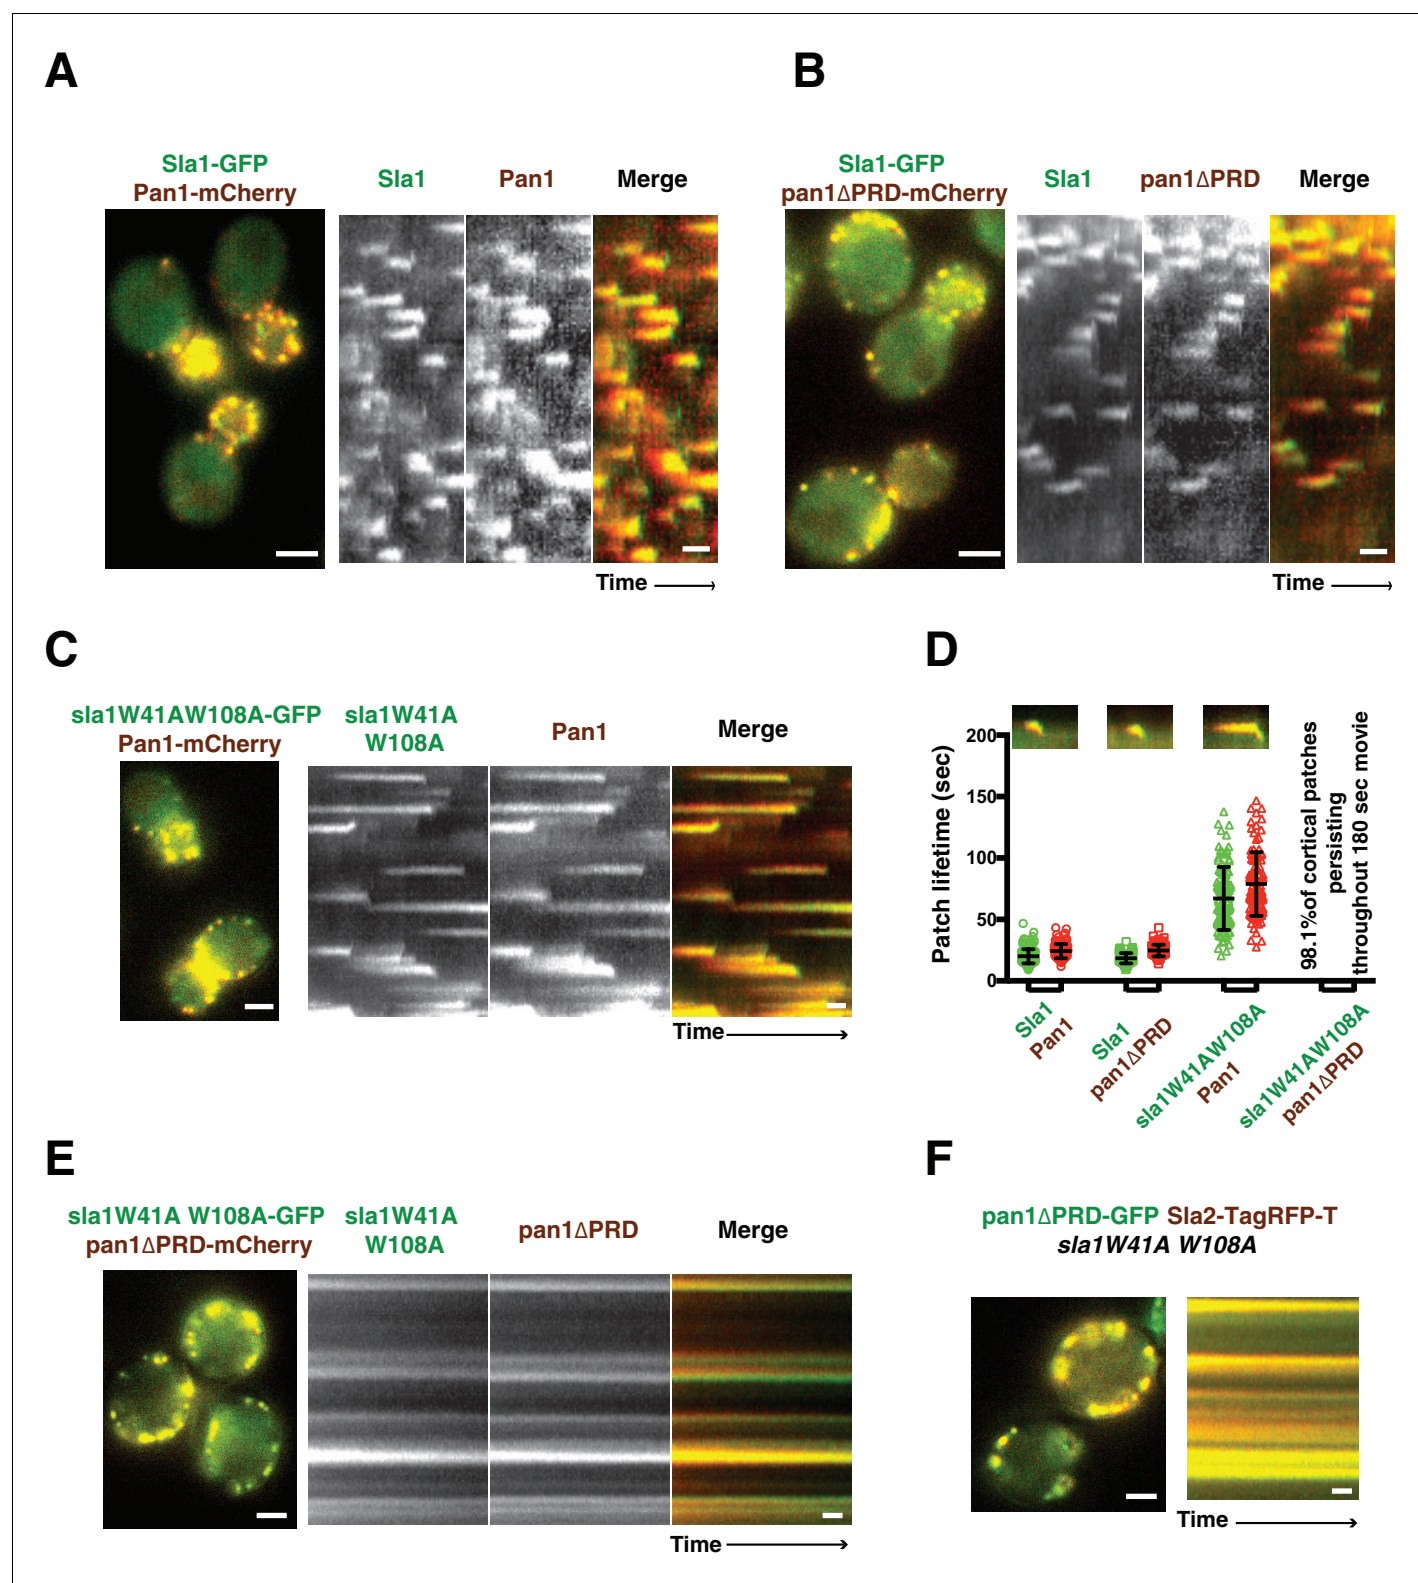 A
B
Sla1-GFP
Pan1-mCherry
Sla1
Pan1
Merge
Sla1-GFP
pan1ΔPRD-mCherry
Sla1
pan1ΔPRD
Merge
Time
Time
C
D
sla1W41AW108A-GFP
Pan1-mCherry
sla1W41A
W108A
Pan1
Merge
Time
Patch lifetime (sec)
200
150
100
50
0
98.1%of cortical patches
persisting
throughout 180 sec movie
Sla1
Pan1
Sla1
pan1ΔPRD
sla1W41AW108A
Pan1
sla1W41AW108A
pan1ΔPRD
E
F
sla1W41A W108A-GFP
pan1ΔPRD-mCherry
sla1W41A
W108A
pan1ΔPRD
Merge
Time
pan1ΔPRD-GFP Sla2-TagRFP-T
sla1W41A W108A
Time